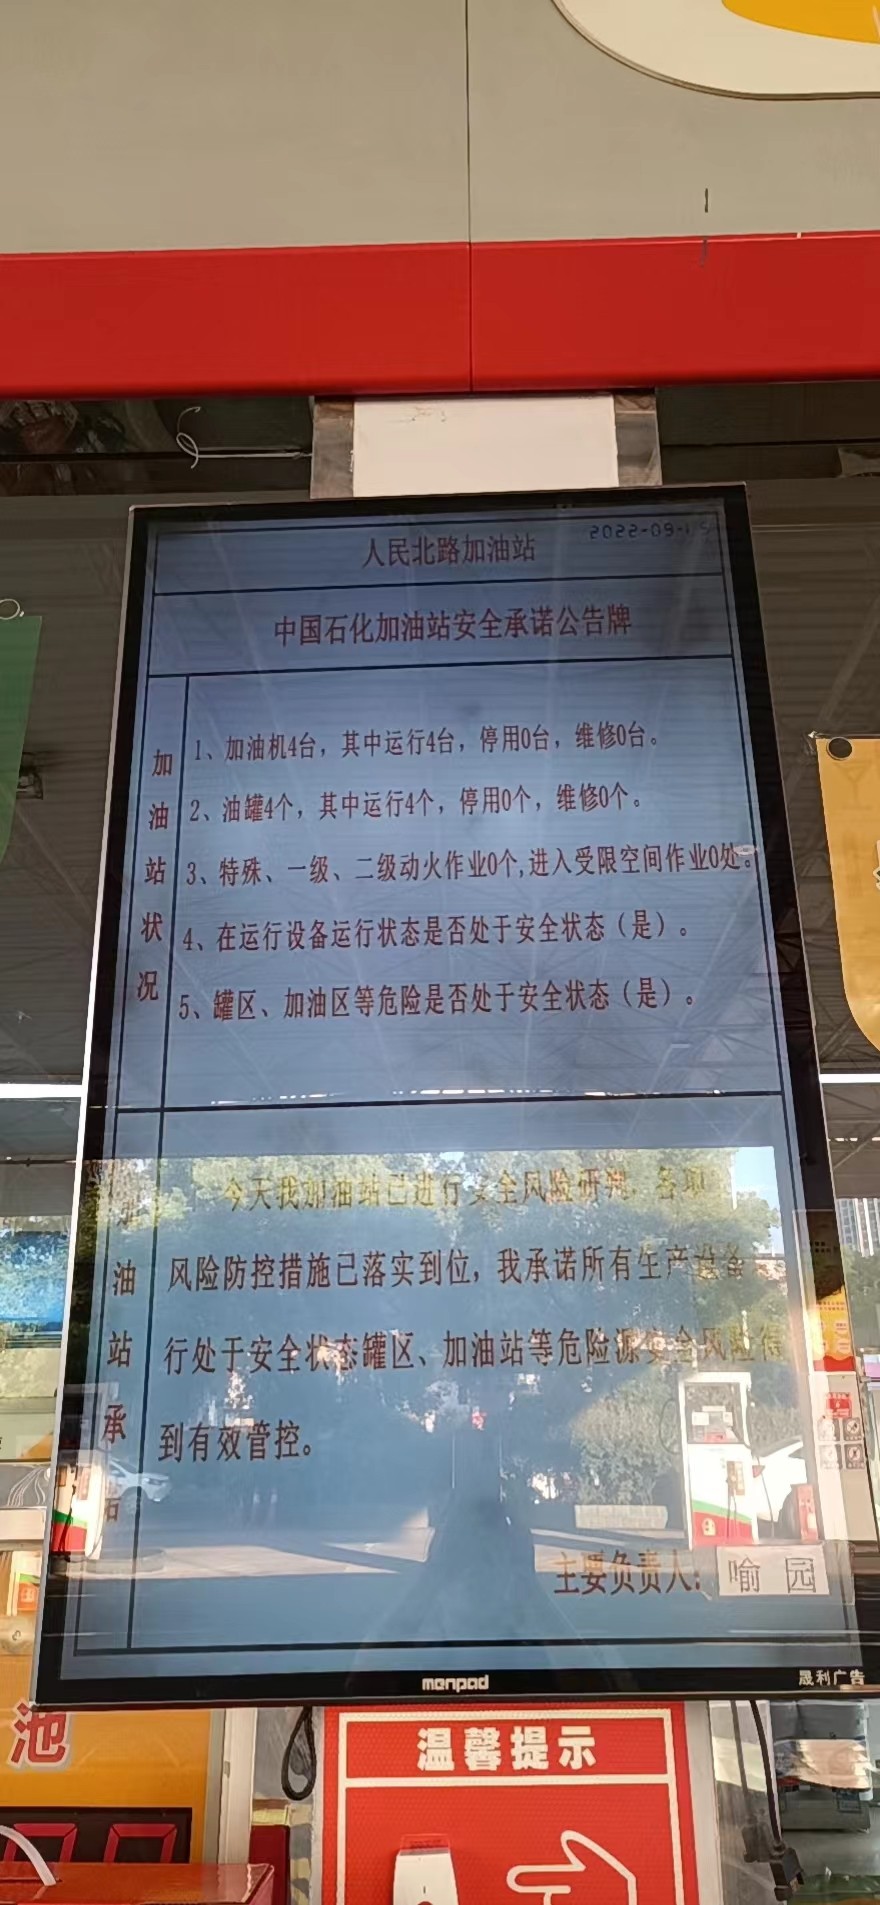 人民北路加油站
中国石化加油站安全承诺公告牌
加油站状况
1、加油机4台，其中运行4台，停用0台，维修0台。
2、油罐4个，其中运行4个，停用0个，维修0个。
3、特殊、一级、二级动火作业0个,进入受限空间作业0处。
4、在运行设备运行状态是否处于安全状态（是）。
5、罐区、加油区等危险是否处于安全状态（是）。
加油站承诺
今天我加油站已进行安全风险研判，各项
风险防控措施已落实到位，我承诺所有生产设备
行处于安全状态罐区、加油站等危险源安全风险得
到有效管控。
主要负责人：喻园
monpad
晟利广告
温馨提示
池